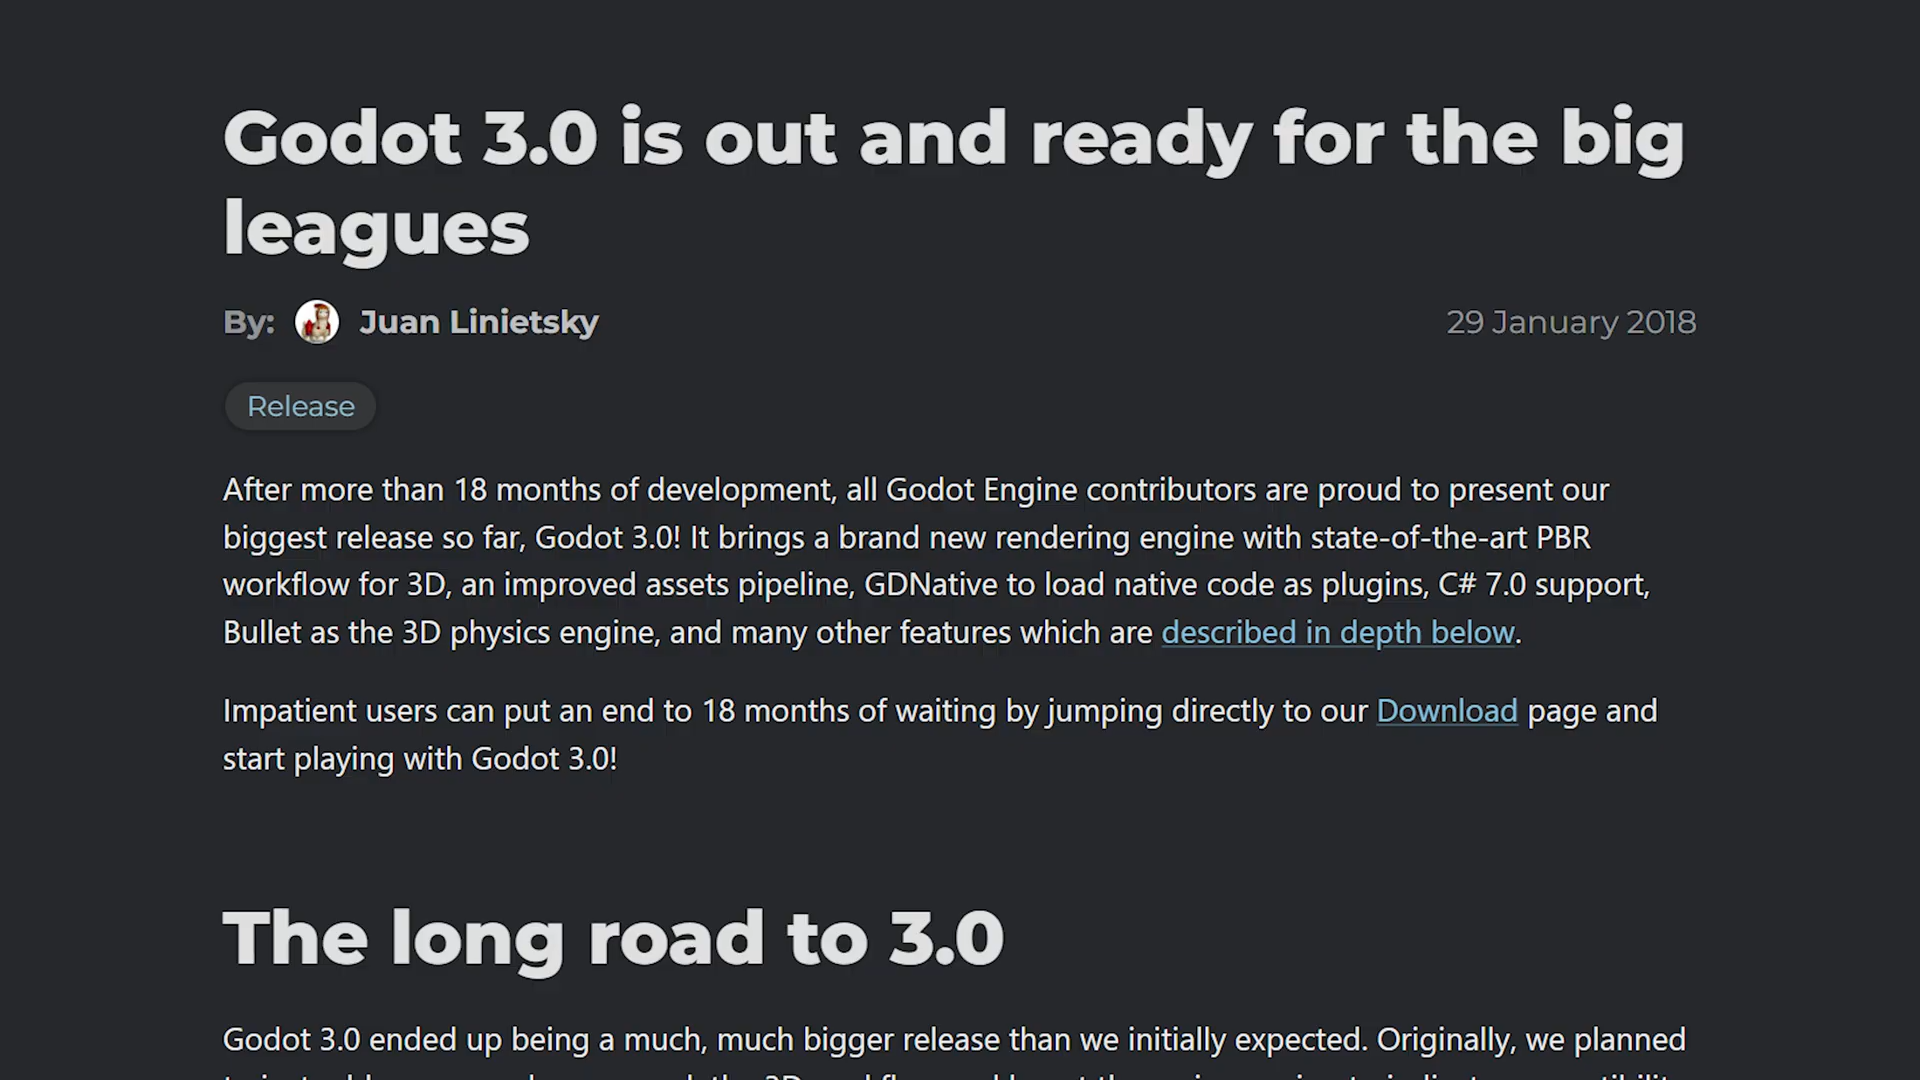 Godot 3.0 is out and ready for the big
leagues
By: Juan Linietsky
29 January 2018
Release
After more than 18 months of development, all Godot Engine contributors are proud to present our
biggest release so far, Godot 3.0! It brings a brand new rendering engine with state-of-the-art PBR
workflow for 3D, an improved assets pipeline, GDNative to load native code as plugins, C# 7.0 support,
Bullet as the 3D physics engine, and many other features which are described in depth below.
Impatient users can put an end to 18 months of waiting by jumping directly to our Download page and
start playing with Godot 3.0!
The long road to 3.0
Godot 3.0 ended up being a much, much bigger release than we initially expected. Originally, we planned